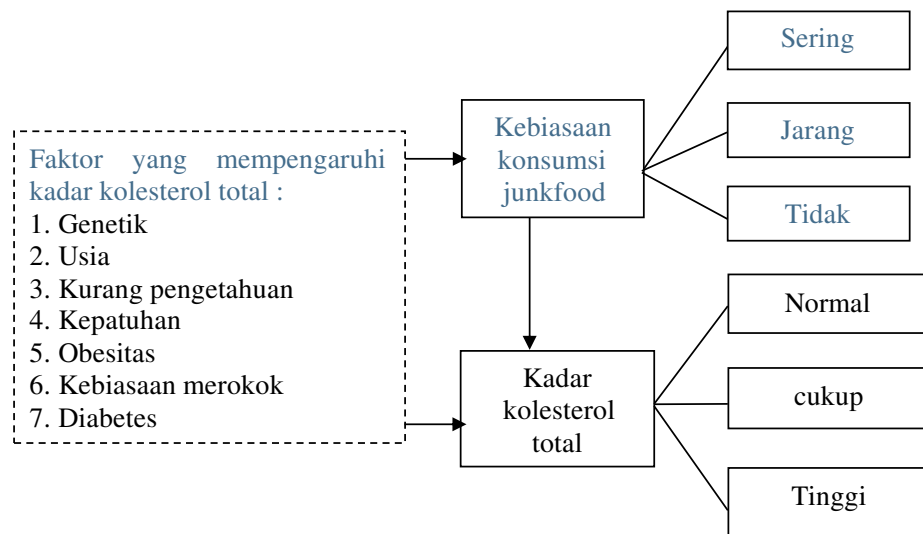 Faktor yang mempengaruhi
kadar kolesterol total :
1. Genetik
2. Usia
3. Kurang pengetahuan
4. Kepatuhan
5. Obesitas
6. Kebiasaan merokok
7. Diabetes
Kebiasaan
konsumsi
junkfood
Sering
Jarang
Tidak
Kadar
kolesterol
total
Normal
cukup
Tinggi